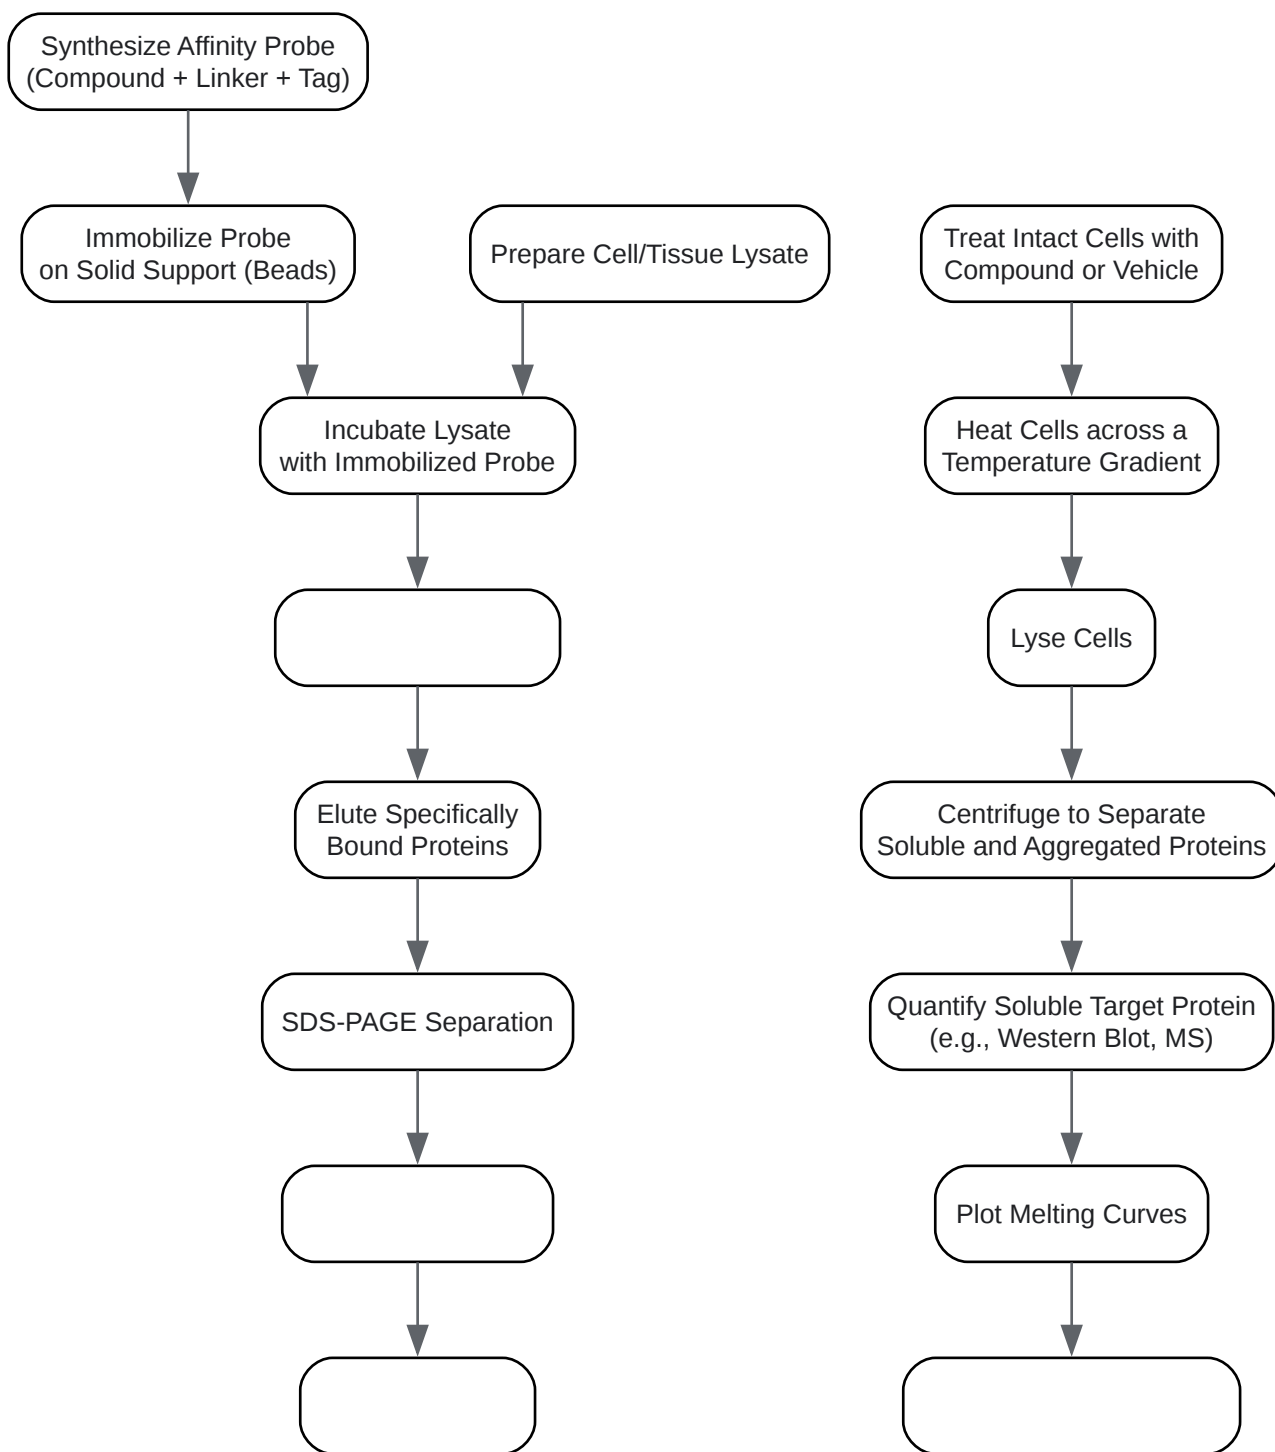 Synthesize Affinity Probe
(Compound + Linker + Tag)
Immobilize Probe
on Solid Support (Beads)
Prepare Cell/Tissue Lysate
Treat Intact Cells with
Compound or Vehicle
Incubate Lysate
with Immobilized Probe
Heat Cells across a
Temperature Gradient
Lyse Cells
Elute Specifically
Bound Proteins
Centrifuge to Separate
Soluble and Aggregated Proteins
SDS-PAGE Separation
Quantify Soluble Target Protein
(e.g., Western Blot, MS)
Plot Melting Curves